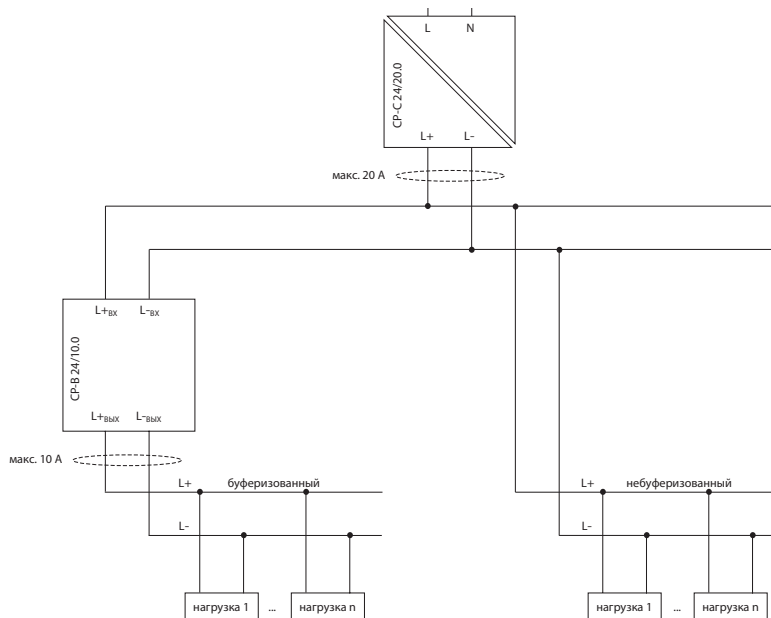 L N
CP-C 24/20.0
L+ L-
макс. 20 А
L+ВХ L-ВХ
CP-B 24/10.0
L+ВЫХ L-ВЫХ
макс. 10 А
L+ буферизованный
L+ небуферизованный
L-
L-
нагрузка 1 ... нагрузка n
нагрузка 1 ... нагрузка n